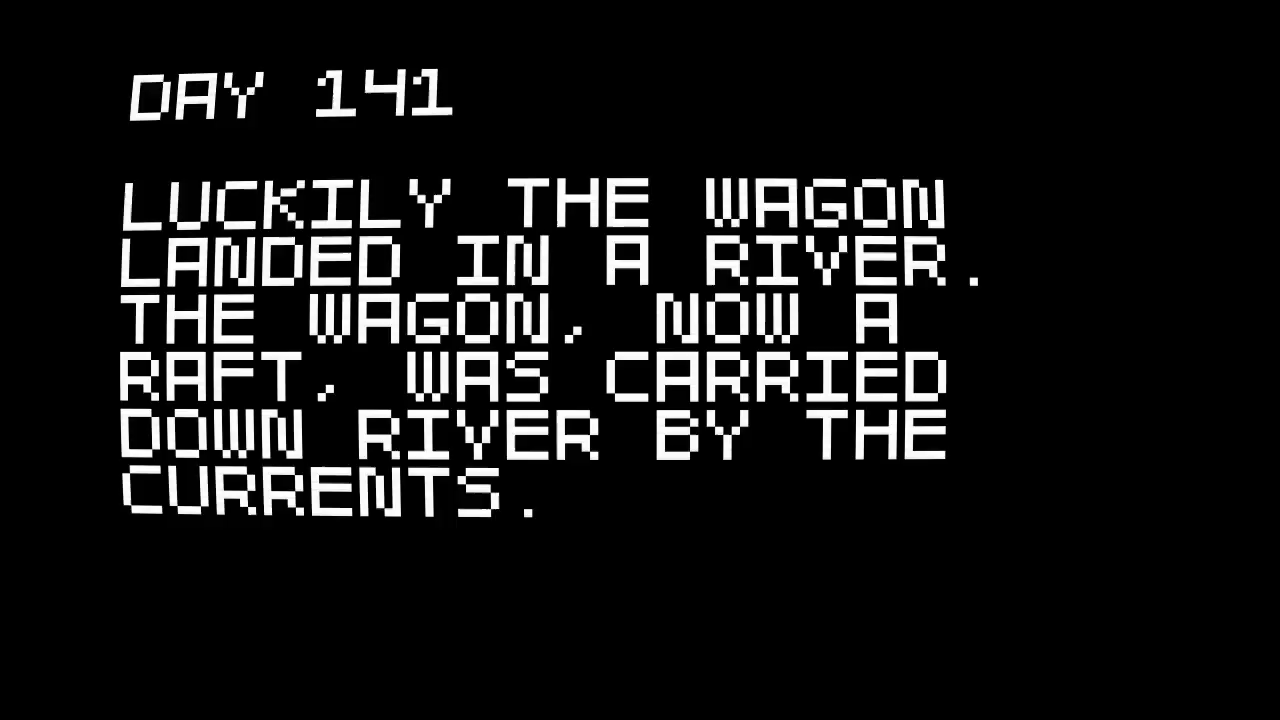 DAY 141
LUCKILY THE WAGON
LANDED IN A RIVER.
THE WAGON, NOW A
RAFT, WAS CARRIED
DOWN RIVER BY THE
CURRENTS.